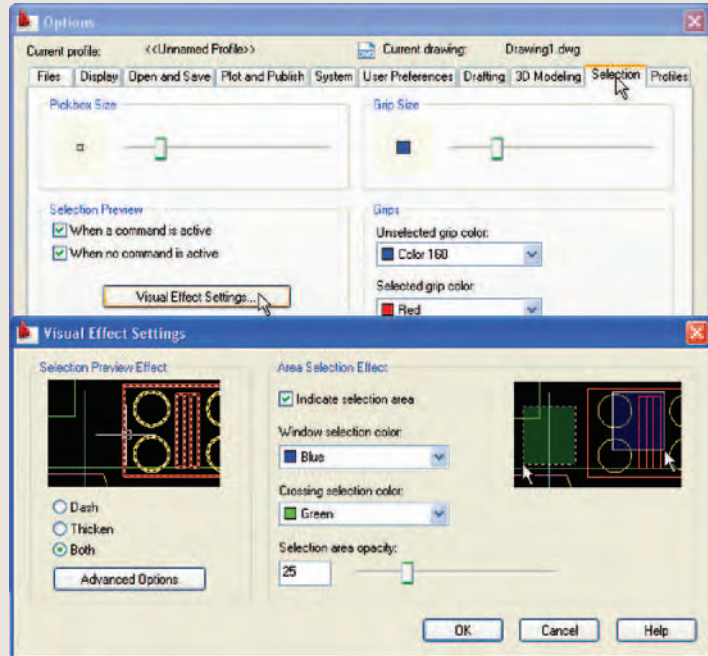 Options
Current profile: <<Unnamed Profile>> Current drawing: Drawing1.dwg
Files Display Open and Save Plot and Publish System User Preferences Drafting 3D Modeling Selection Profiles
Pickbox Size
Grip Size
Selection Preview
When a command is active
When no command is active
Visual Effect Settings...
Grips
Unselected grip color:
Color 160
Selected grip color:
Red
Visual Effect Settings
Selection Preview Effect
Dash
Thicken
Both
Advanced Options
Area Selection Effect
Indicate selection area
Window selection color:
Blue
Crossing selection color:
Green
Selection area opacity:
25
OK Cancel Help